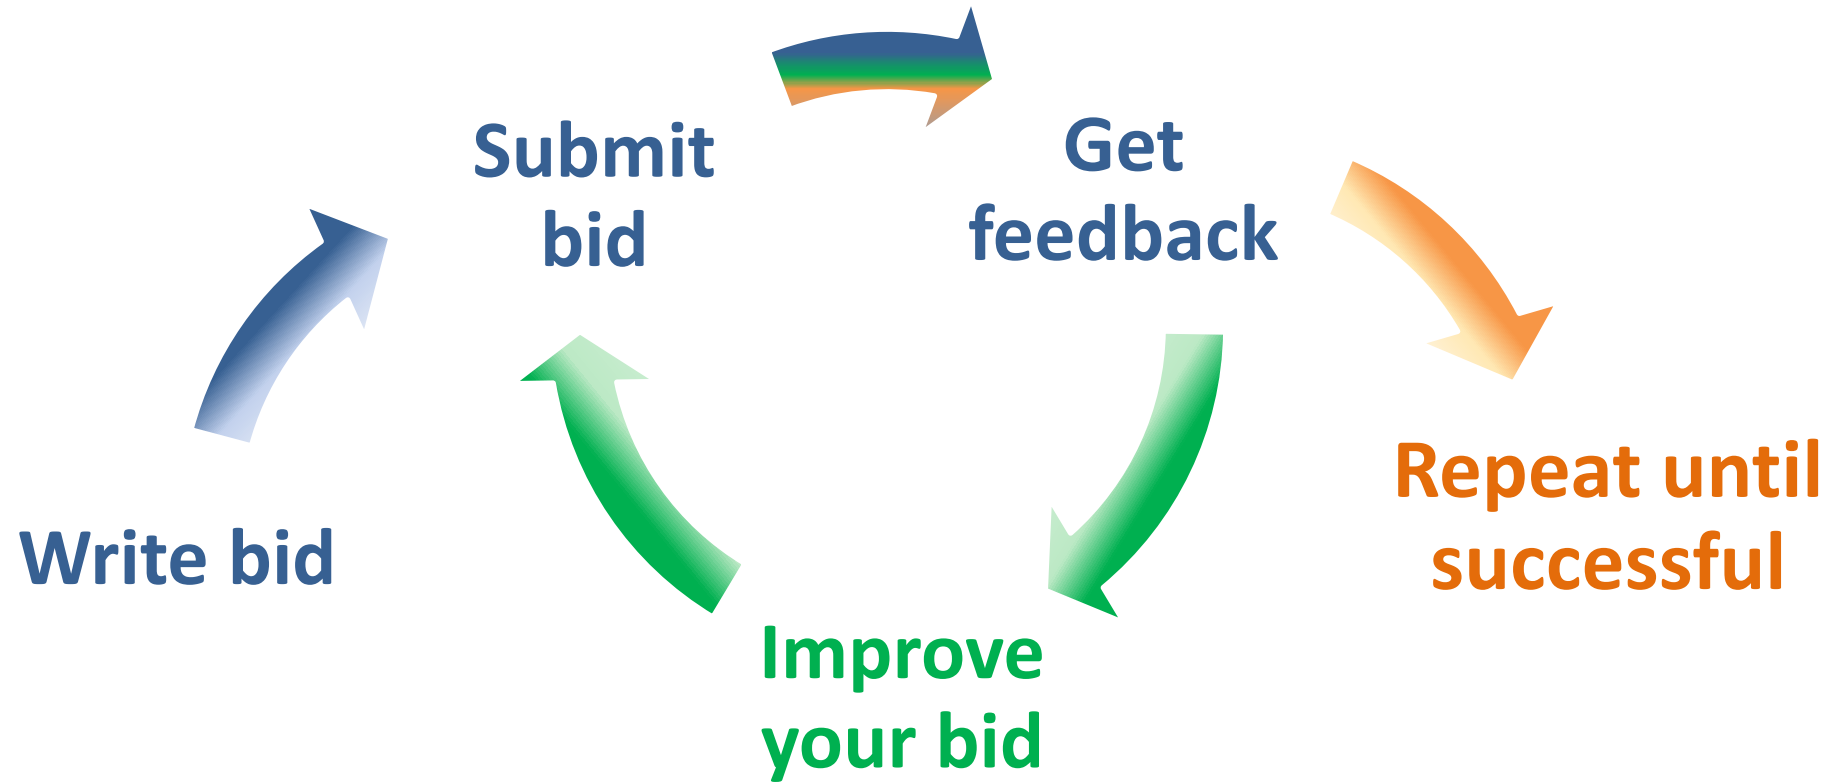 Submit
bid
Get
feedback
Write bid
Improve
your bid
Repeat until
successful